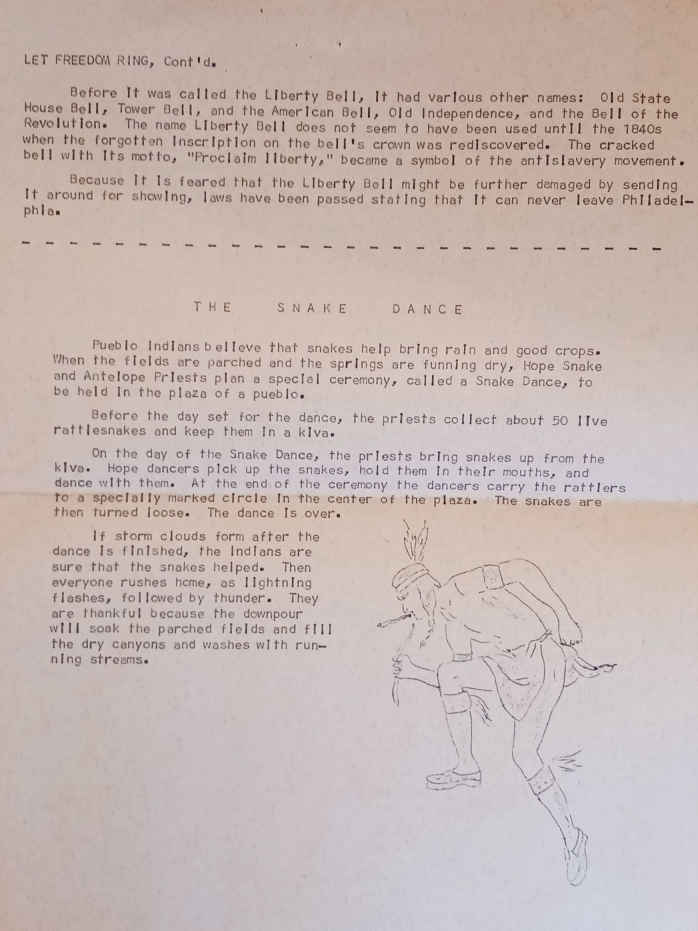 LET FREEDOM RING, Cont'd.
Before it was called the Liberty Bell, it had various other names: Old State
House Bell, Tower Bell, and the American Bell, Old Independence, and the Bell of the
Revolution. The name Liberty Bell does not seem to have been used until the 1840s
when the forgotten inscription on the bell's crown was rediscovered. The cracked
bell with its motto, "Proclaim liberty," became a symbol of the antislavery movement.
Because it is feared that the Liberty Bell might be further damaged by sending
it around for showing, laws have been passed stating that it can never leave Philadel-
phia.
THE SNAKE DANCE
Pueblo Indians believe that snakes help bring rain and good crops.
When the fields are parched and the springs are funning dry, Hope Snake
and Antelope Priests plan a special ceremony, called a Snake Dance, to
be held in the plaza of a pueblo.
Before the day set for the dance, the priests collect about 50 live
rattlesnakes and keep them in a kiva.
On the day of the Snake Dance, the priests bring snakes up from the
kiva. Hope dancers pick up the snakes, hold them in their mouths, and
dance with them. At the end of the ceremony the dancers carry the rattlers
to a specially marked circle in the center of the plaza. The snakes are
then turned loose. The dance is over.
If storm clouds form after the
dance is finished, the Indians are
sure that the snakes helped. Then
everyone rushes home, as lightning
flashes, followed by thunder. They
are thankful because the downpour
will soak the parched fields and fill
the dry canyons and washes with run-
ning streams.